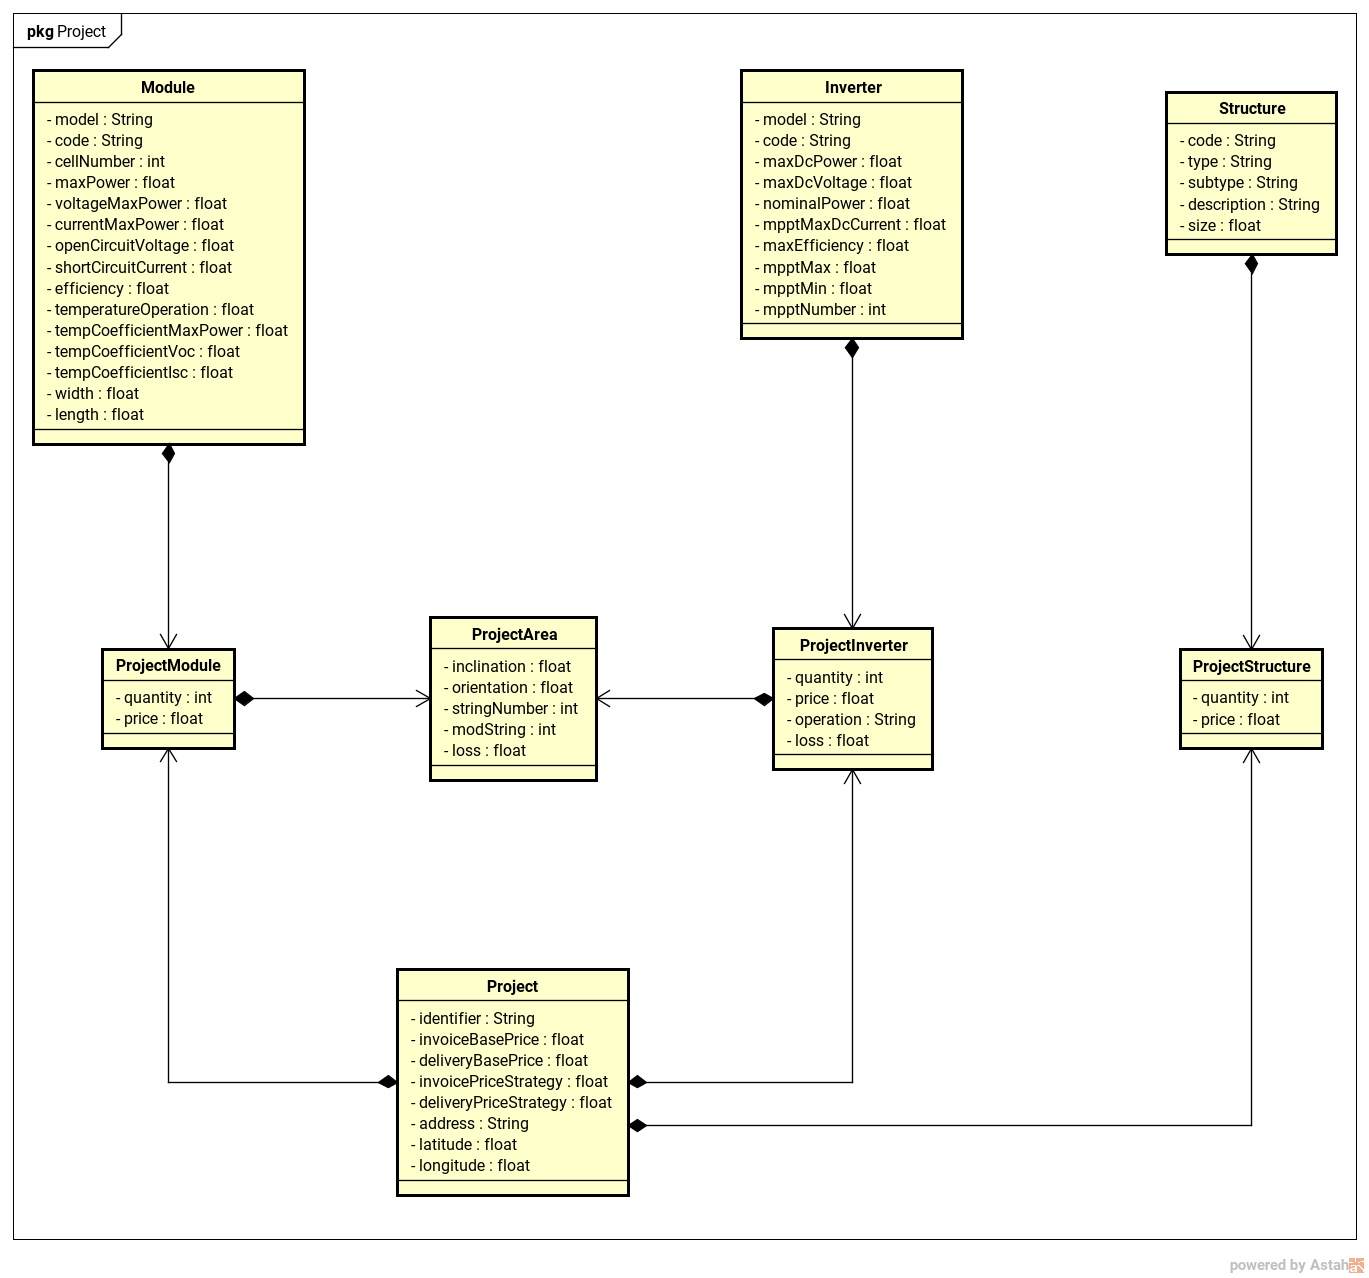 pkg Project
Module
- model : String
- code : String
- cellNumber : int
- maxPower : float
- voltageMaxPower : float
- currentMaxPower : float
- openCircuitVoltage : float
- shortCircuitCurrent : float
- efficiency : float
- temperatureOperation : float
- tempCoefficientMaxPower : float
- tempCoefficientVoc : float
- tempCoefficientIsc : float
- width : float
- length : float
Inverter
- model : String
- code : String
- maxDcPower : float
- maxDcVoltage : float
- nominalPower : float
- mpptMaxDcCurrent : float
- maxEfficiency : float
- mpptMax : float
- mpptMin : float
- mpptNumber : int
Structure
- code : String
- type : String
- subtype : String
- description : String
- size : float
ProjectModule
- quantity : int
- price : float
ProjectArea
- inclination : float
- orientation : float
- stringNumber : int
- modString : int
- loss : float
ProjectInverter
- quantity : int
- price : float
- operation : String
- loss : float
ProjectStructure
- quantity : int
- price : float
Project
- identifier : String
- invoiceBasePrice : float
- deliveryBasePrice : float
- invoicePriceStrategy : float
- deliveryPriceStrategy : float
- address : String
- latitude : float
- longitude : float
powered by Astah